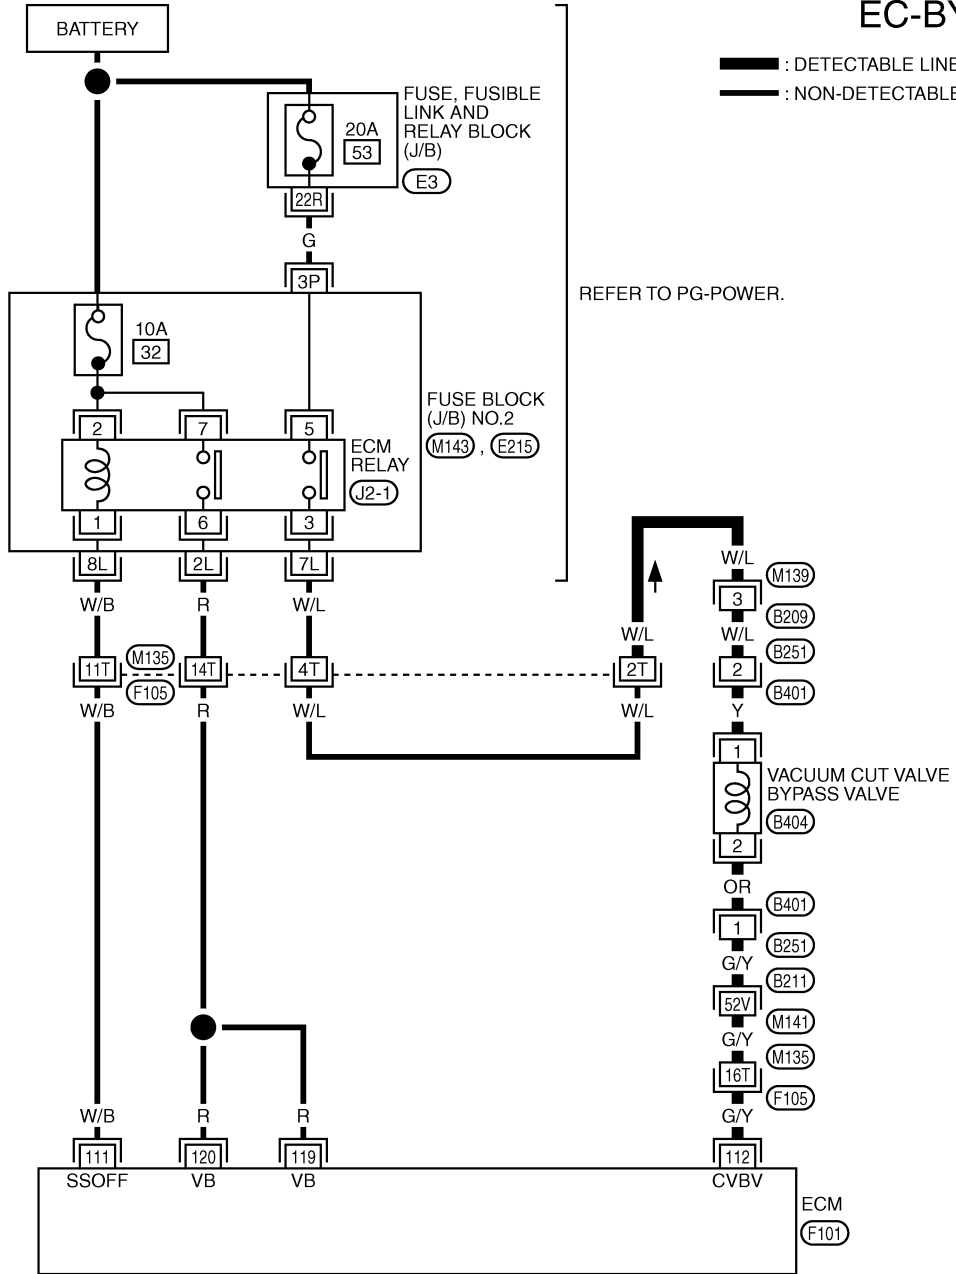 EC-BY
BATTERY
: DETECTABLE LINE
: NON-DETECTABLE
FUSE, FUSIBLE
LINK AND
RELAY BLOCK
(J/B)
E3
20A
53
22R
G
3P
REFER TO PG-POWER.
10A
32
FUSE BLOCK
(J/B) NO.2
M143 , E215
2
7
5
ECM
RELAY
J2-1
1
6
3
8L
2L
7L
W/B
R
W/L
W/L
M139
3
B209
W/L
W/L
B251
11T
M135
14T
4T
2T
2
F105
B401
W/B
R
W/L
W/L
Y
1
VACUUM CUT VALVE
BYPASS VALVE
B404
2
OR
B401
1
B251
G/Y
B211
52V
M141
G/Y
M135
16T
F105
W/B
R
R
G/Y
111
120
119
112
SSOFF
VB
VB
CVBV
ECM
F101